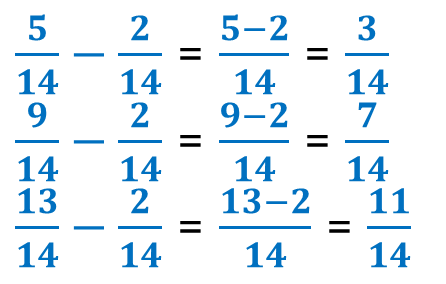 5/14 − 2/14 = 5−2/14 = 3/14
9/14 − 2/14 = 9−2/14 = 7/14
13/14 − 2/14 = 13−2/14 = 11/14